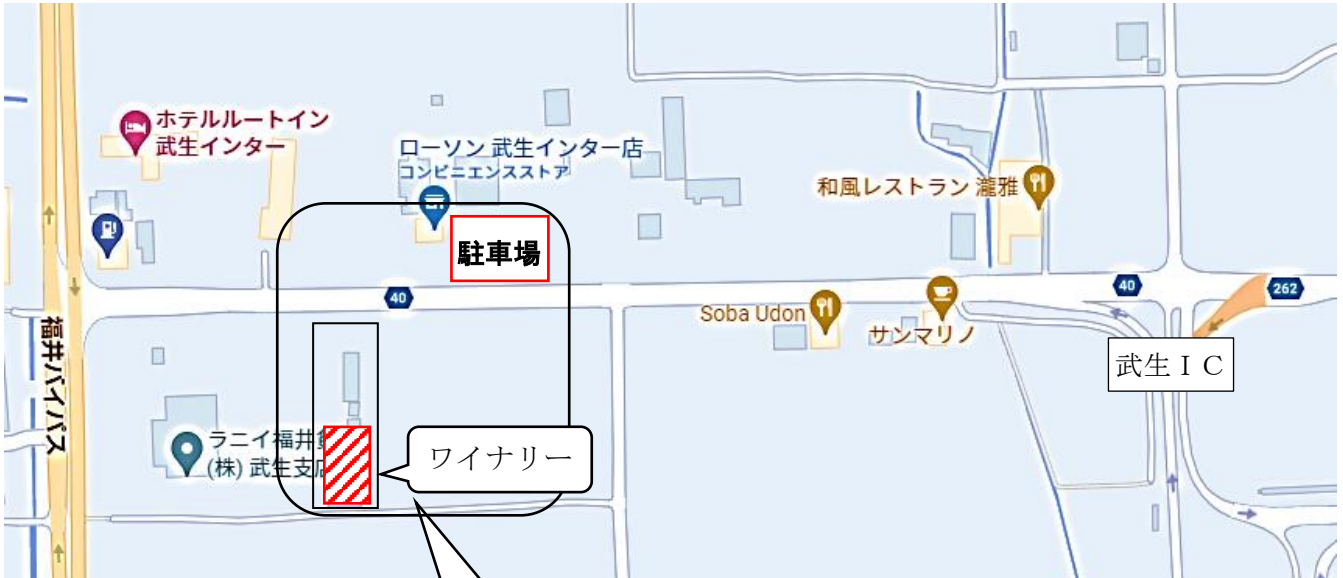 ホテルルートイン
武生インター
ローソン 武生インター店
コンビニエンスストア
和風レストラン 瀧雅
駐車場
40
40
262
Soba Udon
サンマリノ
武生ＩＣ
福井バイパス
ラニイ福井
(株) 武生支店
ワイナリー